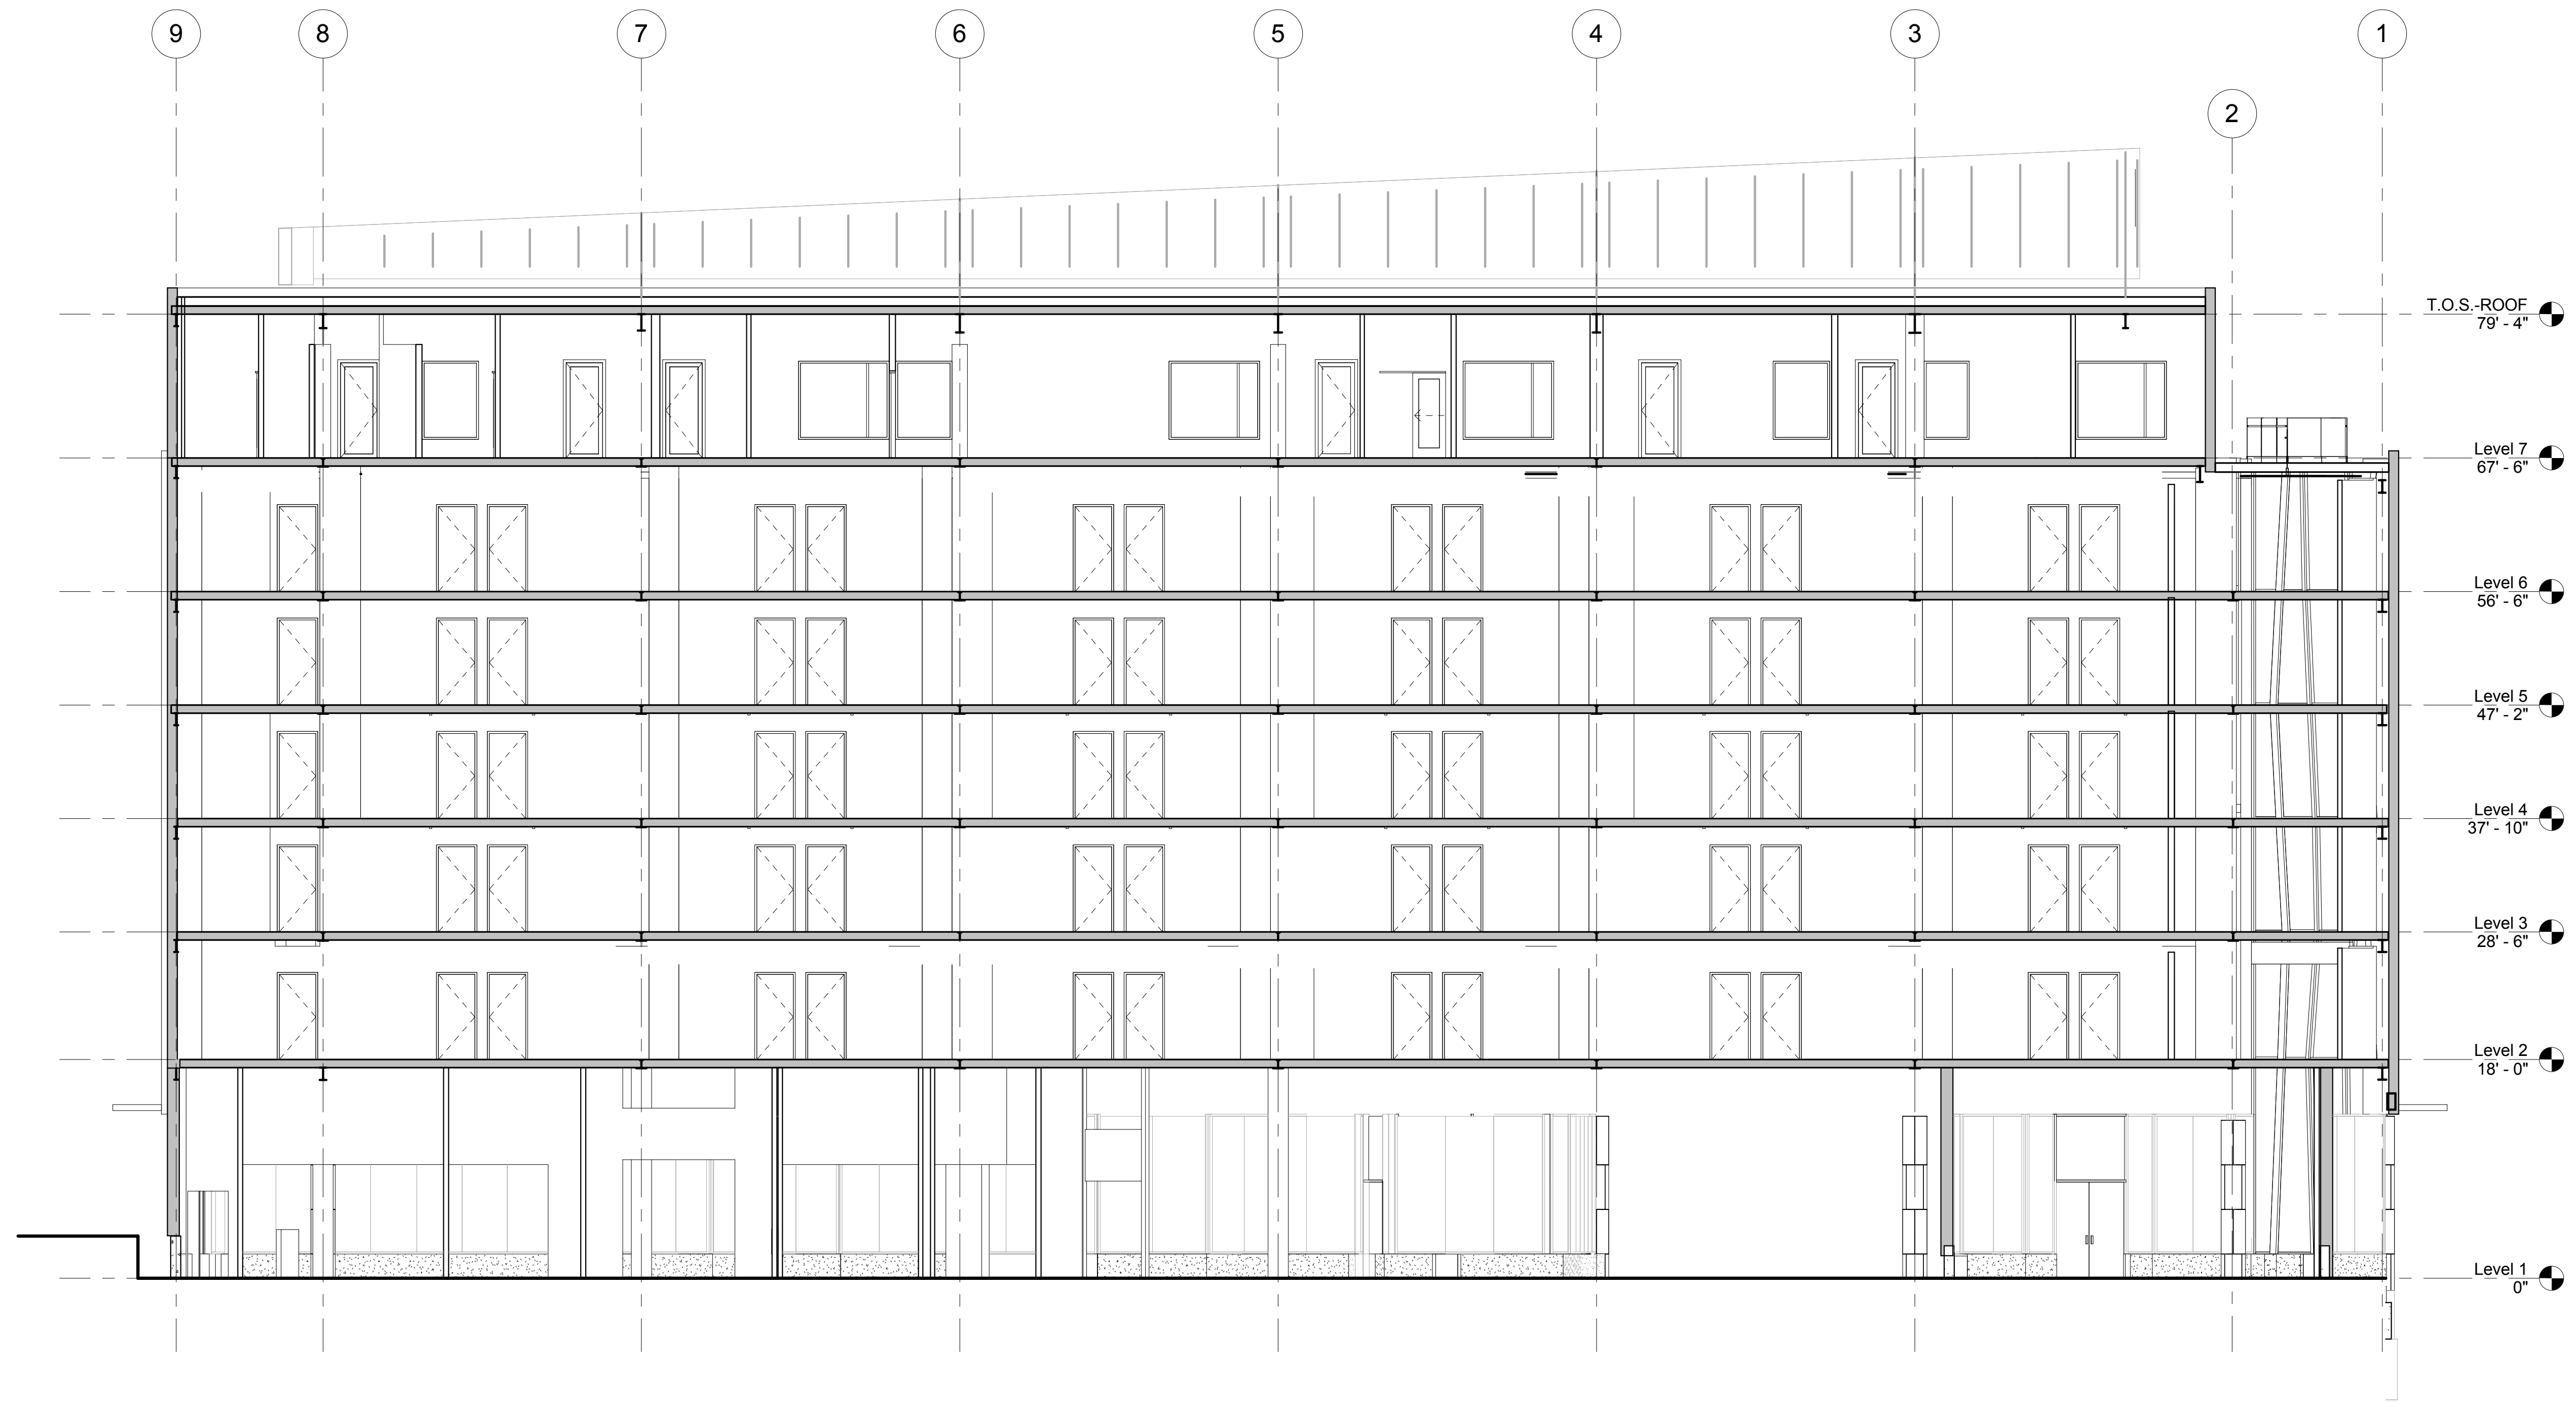 9
8
7
6
5
4
3
1
2
T.O.S.-ROOF
79' - 4"
Level 7
67' - 6"
Level 6
56' - 6"
Level 5
47' - 2"
Level 4
37' - 10"
Level 3
28' - 6"
Level 2
18' - 0"
Level 1
0"